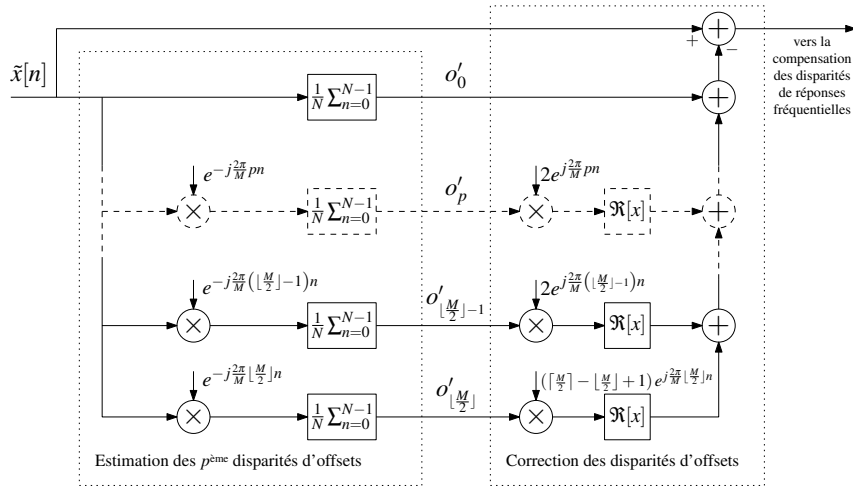 x̃[n]
+
−
vers la
compensation
des disparités
de réponses
fréquentielles
1/N ∑_{n=0}^{N−1}
o′_0
+
e^{−j 2π/M pn}
×
1/N ∑_{n=0}^{N−1}
o′_p
2e^{j 2π/M pn}
×
ℜ[x]
+
e^{−j 2π/M (⌊M/2⌋−1)n}
×
1/N ∑_{n=0}^{N−1}
o′_{⌊M/2⌋−1}
2e^{j 2π/M (⌊M/2⌋−1)n}
×
ℜ[x]
+
e^{−j 2π/M ⌊M/2⌋n}
×
1/N ∑_{n=0}^{N−1}
o′_{⌊M/2⌋}
(⌈M/2⌉ − ⌊M/2⌋ + 1) e^{j 2π/M ⌊M/2⌋n}
×
ℜ[x]
Estimation des p^{ème} disparités d'offsets
Correction des disparités d'offsets